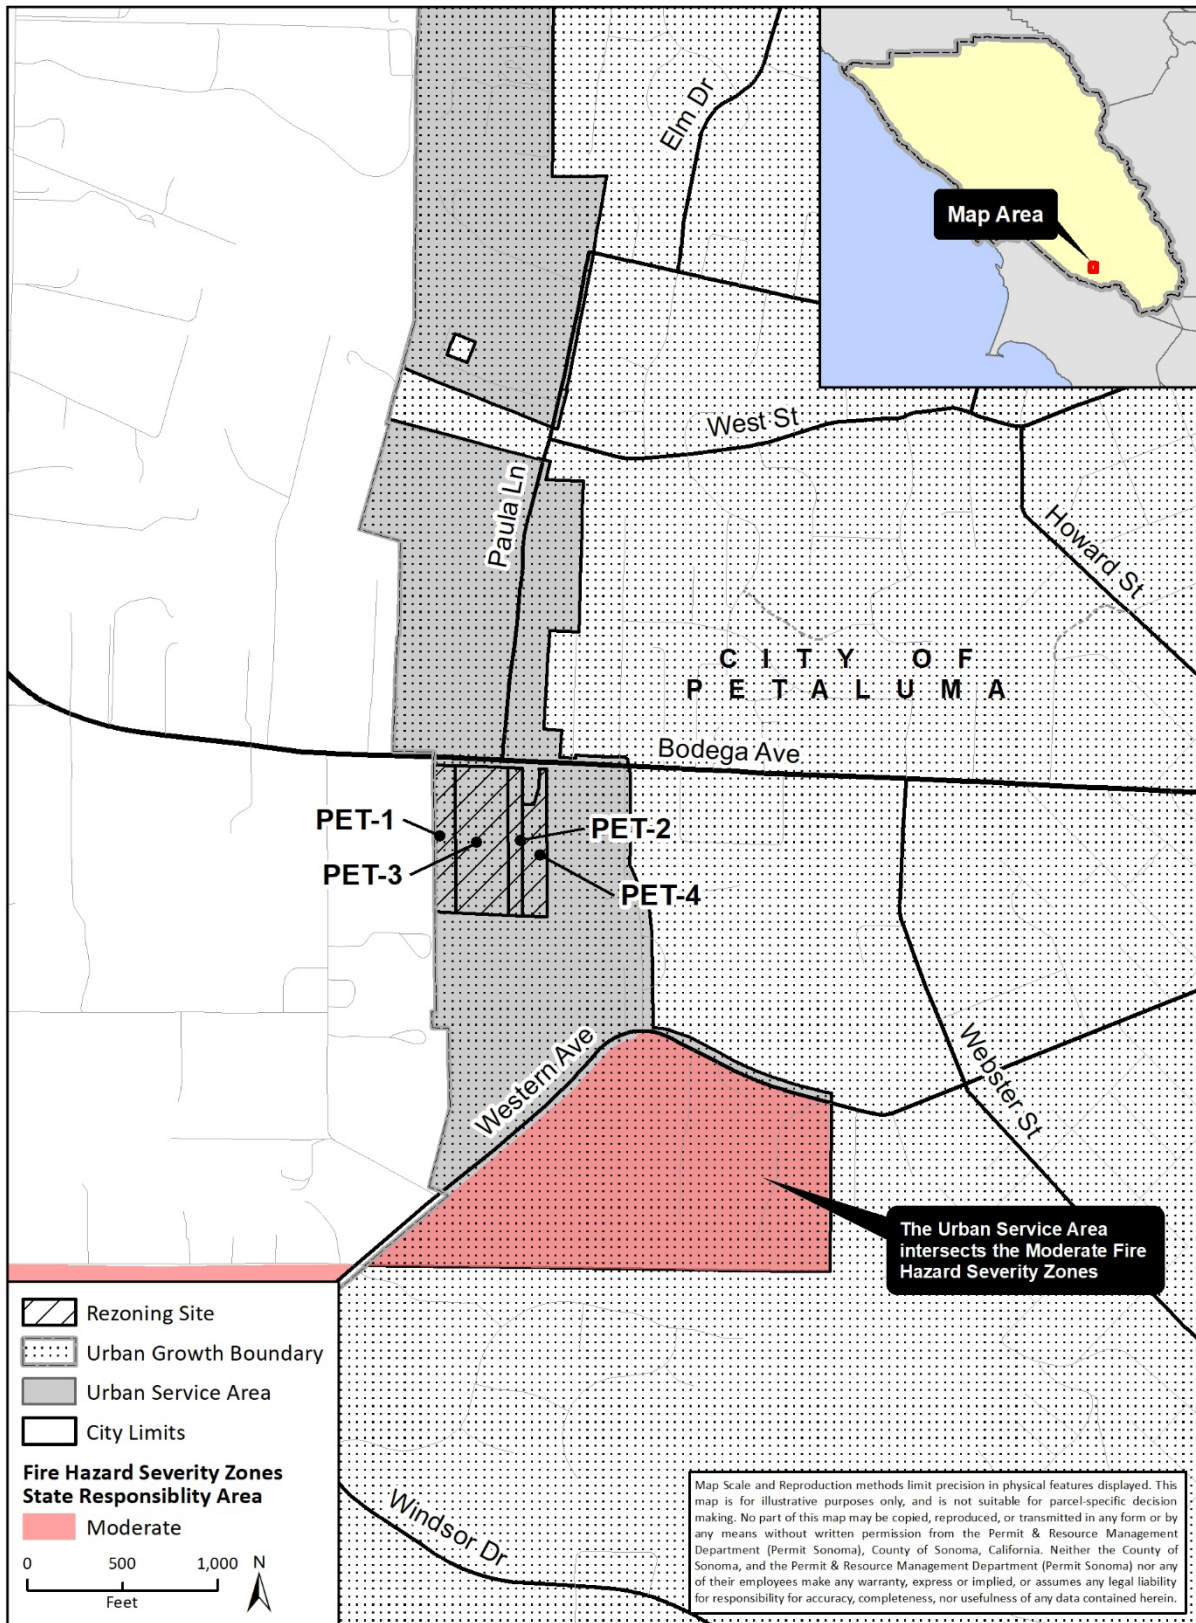 Elm Dr
Map Area
West St
Paula Ln
Howard St
CITY OF
PETALUMA
Bodega Ave
PET-1
PET-2
PET-3
PET-4
Western Ave
Webster St
The Urban Service Area
intersects the Moderate Fire
Hazard Severity Zones
Rezoning Site
Urban Growth Boundary
Urban Service Area
City Limits
Fire Hazard Severity Zones
State Responsiblity Area
Moderate
0 500 1,000
Feet
N
Windsor Dr
Map Scale and Reproduction methods limit precision in physical features displayed. This
map is for illustrative purposes only, and is not suitable for parcel-specific decision
making. No part of this map may be copied, reproduced, or transmitted in any form or by
any means without written permission from the Permit & Resource Management
Department (Permit Sonoma), County of Sonoma, California. Neither the County of
Sonoma, and the Permit & Resource Management Department (Permit Sonoma) nor any
of their employees make any warranty, express or implied, or assumes any legal liability
for responsibility for accuracy, completeness, nor usefulness of any data contained herein.